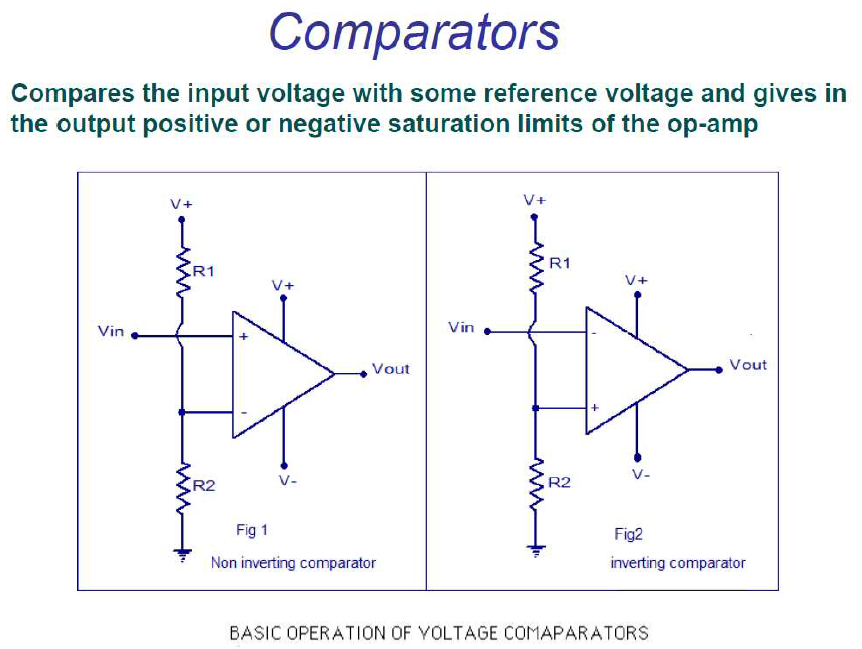 Comparators
Compares the input voltage with some reference voltage and gives in
the output positive or negative saturation limits of the op-amp
V+
R1
V+
Vin
+
Vout
-
R2
V-
Fig 1
Non inverting comparator
V+
R1
V+
Vin
-
Vout
+
R2
V-
Fig2
inverting comparator
BASIC OPERATION OF VOLTAGE COMAPARATORS